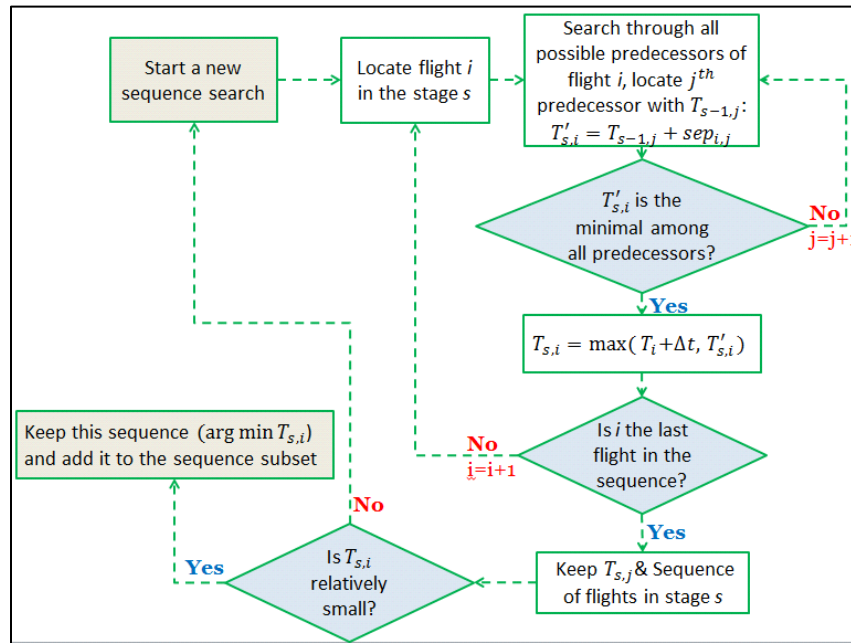 Start a new
sequence search
Locate flight i
in the stage s
Search through all
possible predecessors of
flight i, locate jᵗʰ
predecessor with Tₛ₋₁,ⱼ:
T′ₛ,ᵢ = Tₛ₋₁,ⱼ + sepᵢ,ⱼ
T′ₛ,ᵢ is the
minimal among
all predecessors?
No
j=j+
Yes
Tₛ,ᵢ = max( Tᵢ+Δt, T′ₛ,ᵢ)
Is i the last
flight in the
sequence?
No
i=i+1
Yes
Keep Tₛ,ⱼ& Sequence
of flights in stage s
Is Tₛ,ᵢ
relatively
small?
No
Yes
Keep this sequence (arg min Tₛ,ᵢ)
and add it to the sequence subset